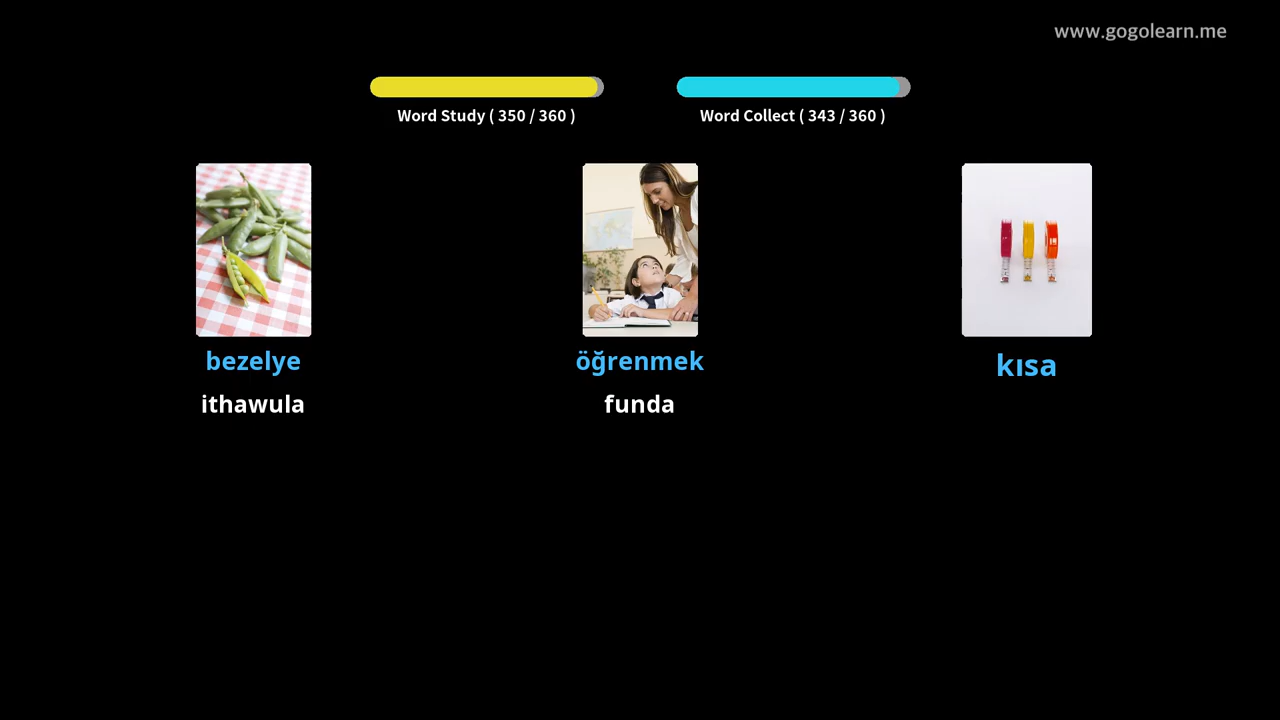 www.gogolearn.me
Word Study ( 350 / 360 )
Word Collect ( 343 / 360 )
bezelye
öğrenmek
kısa
ithawula
funda